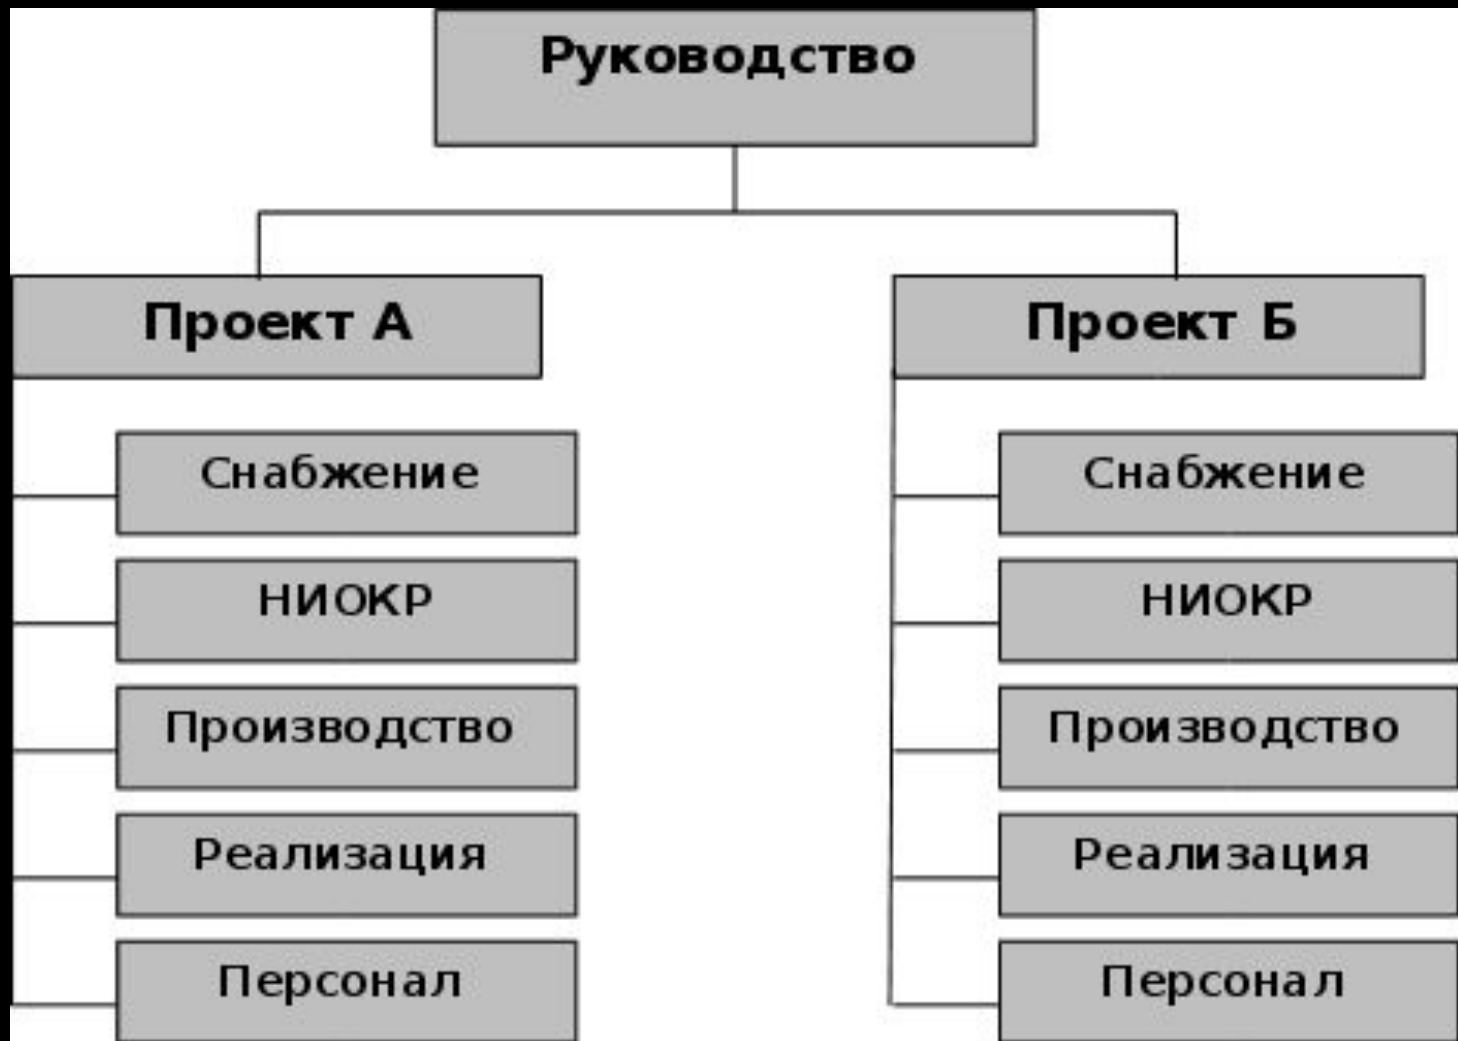 Руководство
Проект А
Снабжение
НИОКР
Производство
Реализация
Персонал
Проект Б
Снабжение
НИОКР
Производство
Реализация
Персонал